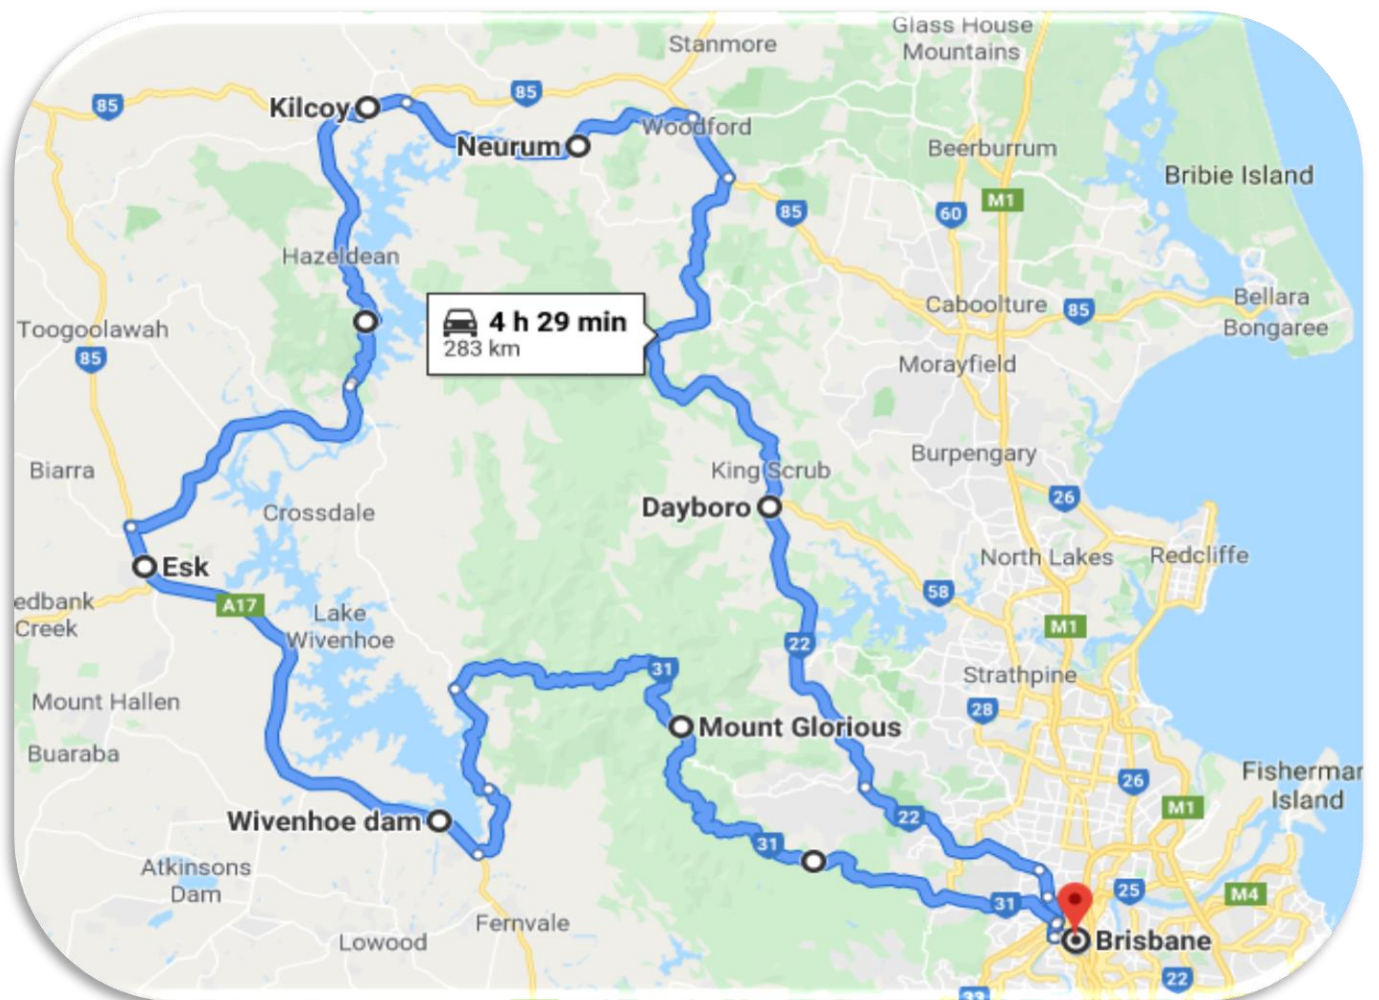 Glass House
Mountains
Stanmore
85
85
Kilcoy
Neurum
Woodford
Beerburrum
Bribie Island
M1
60
85
Hazeldean
Toogoolawah
85
4 h 29 min
283 km
Caboolture
85
Bellara
Bongaree
Morayfield
Biarra
King Scrub
Burpengary
26
Crossdale
Dayboro
Esk
North Lakes
Redcliffe
edbank
Creek
A17
Lake
Wivenhoe
58
M1
22
31
Strathpine
Mount Hallen
28
Mount Glorious
Buaraba
26
Fisherman
Island
M1
Wivenhoe dam
22
31
Atkinsons
Dam
31
25
M4
Fernvale
Lowood
Brisbane
22
33